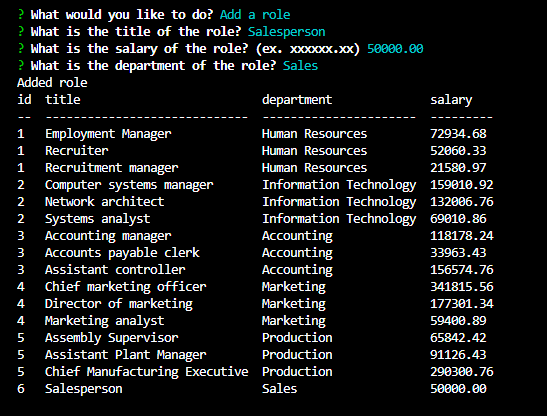 ? What would you like to do? Add a role
? What is the title of the role? Salesperson
? What is the salary of the role? (ex. xxxxxx.xx) 50000.00
? What is the department of the role? Sales
Added role
id  title                          department              salary
--  -----------------------------  ----------------------  ---------
1   Employment Manager             Human Resources         72934.68
1   Recruiter                      Human Resources         52060.33
1   Recruitment manager            Human Resources         21580.97
2   Computer systems manager       Information Technology  159010.92
2   Network architect              Information Technology  132006.76
2   Systems analyst                Information Technology  69010.86
3   Accounting manager             Accounting              118178.24
3   Accounts payable clerk         Accounting              33963.43
3   Assistant controller           Accounting              156574.76
4   Chief marketing officer        Marketing               341815.56
4   Director of marketing          Marketing               177301.34
4   Marketing analyst              Marketing               59400.89
5   Assembly Supervisor            Production              65842.42
5   Assistant Plant Manager        Production              91126.43
5   Chief Manufacturing Executive  Production              290300.76
6   Salesperson                    Sales                   50000.00